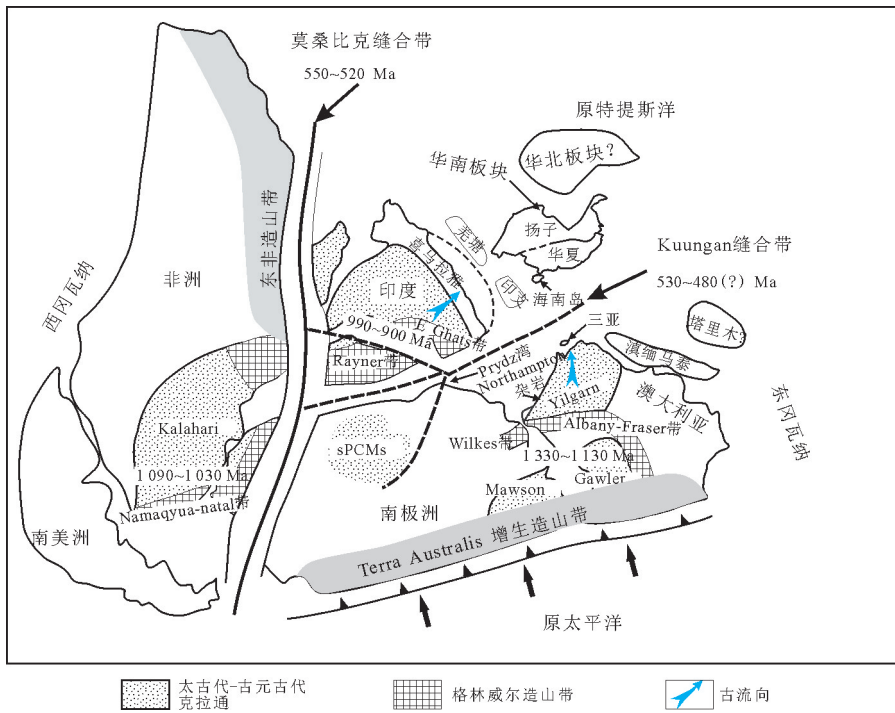 莫桑比克缝合带
550~520 Ma
原特提斯洋
华北板块?
华南板块
扬子
华夏
Kuungan缝合带
530~480(?) Ma
羌塘
喜马拉雅
印支
海南岛
东非造山带
非洲
西冈瓦纳
印度
三亚
塔里木?
滇缅马泰
990~900 Ma
E Ghats带
Rayner带
Prydz湾
Northampton
杂岩
Yilgarn
澳大利亚
东冈瓦纳
Kalahari
sPCMs
Wilkes带
Albany-Fraser带
1 330~1 130 Ma
1 090~1 030 Ma
Namaqyua-natal带
Mawson
Gawler
南极洲
南美洲
Terra Australis 增生造山带
原太平洋
太古代-古元古代
克拉通
格林威尔造山带
古流向